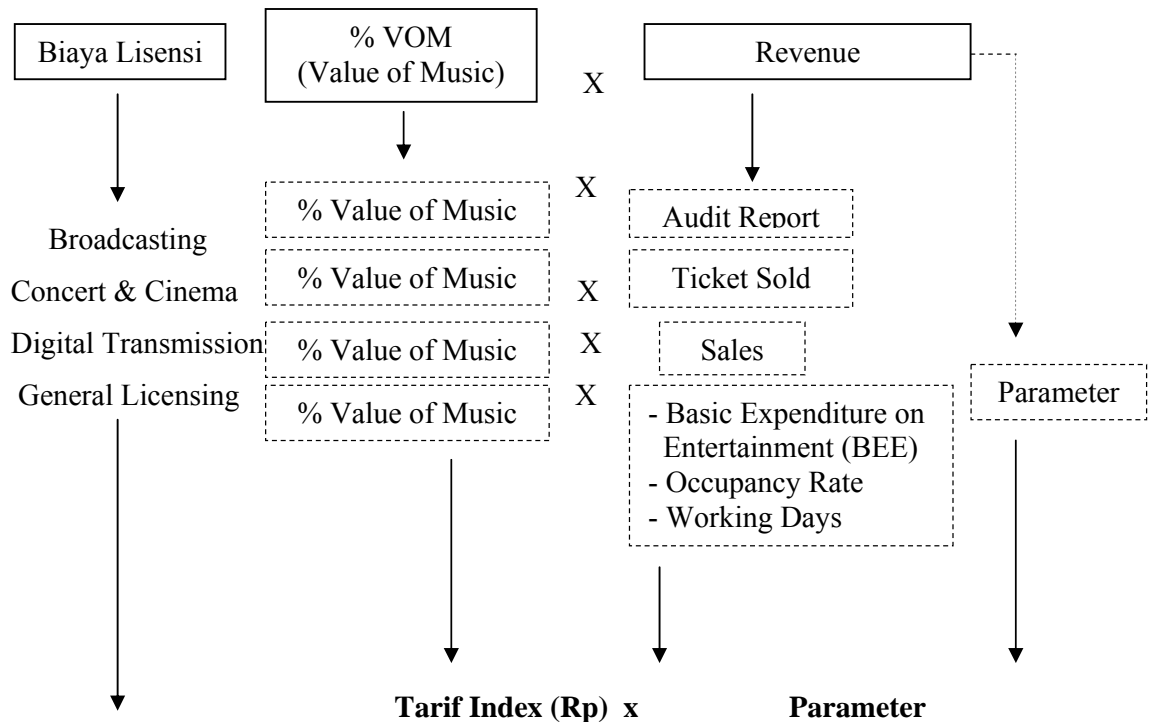 Biaya Lisensi
% VOM
(Value of Music)
X
Revenue
% Value of Music
X
Audit Report
Broadcasting
% Value of Music
Ticket Sold
Concert & Cinema
X
Digital Transmission
% Value of Music
X
Sales
General Licensing
% Value of Music
X
- Basic Expenditure on
Entertainment (BEE)
- Occupancy Rate
- Working Days
Parameter
Tarif Index (Rp) x Parameter